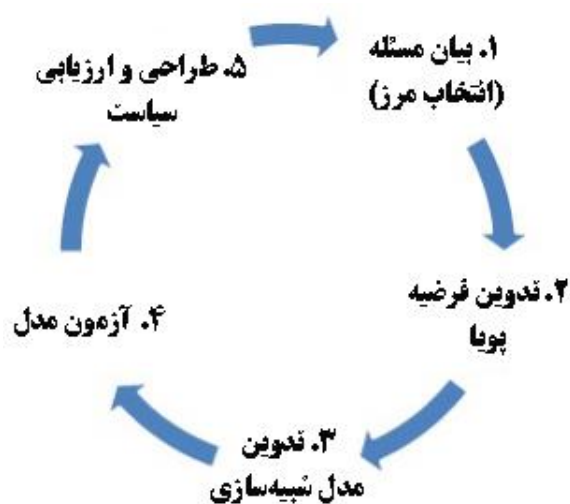 ۱. بیان مسئله
(انتخاب مرز)
۲. تدوین فرضیه
پویا
۳. تدوین
مدل شبیه‌سازی
۴. آزمون مدل
۵. طراحی و ارزیابی
سیاست